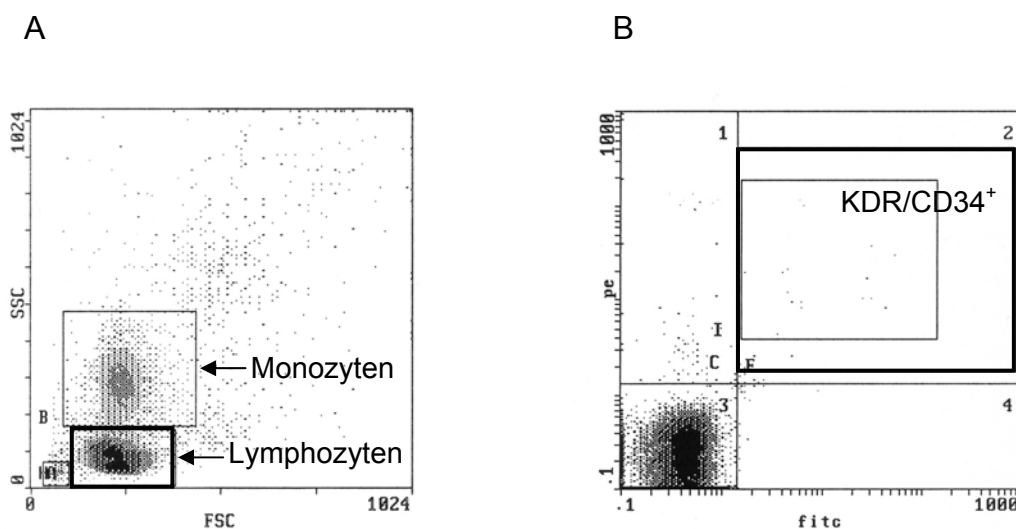 A
B
1024
SSC
0
B
Monozyten
Lymphozyten
0
FSC
1024
1000
pe
.1
1
2
KDR/CD34⁺
I
C
F
3
4
.1
fitc
1000